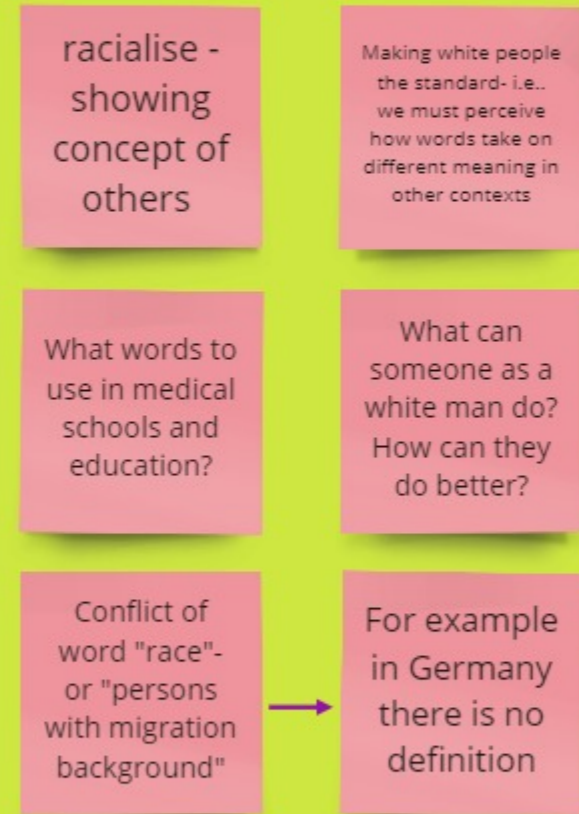 racialise -
showing
concept of
others
Making white people
the standard- i.e..
we must perceive
how words take on
different meaning in
other contexts
What words to
use in medical
schools and
education?
What can
someone as a
white man do?
How can they
do better?
Conflict of
word "race"-
or "persons
with migration
background"
For example
in Germany
there is no
definition